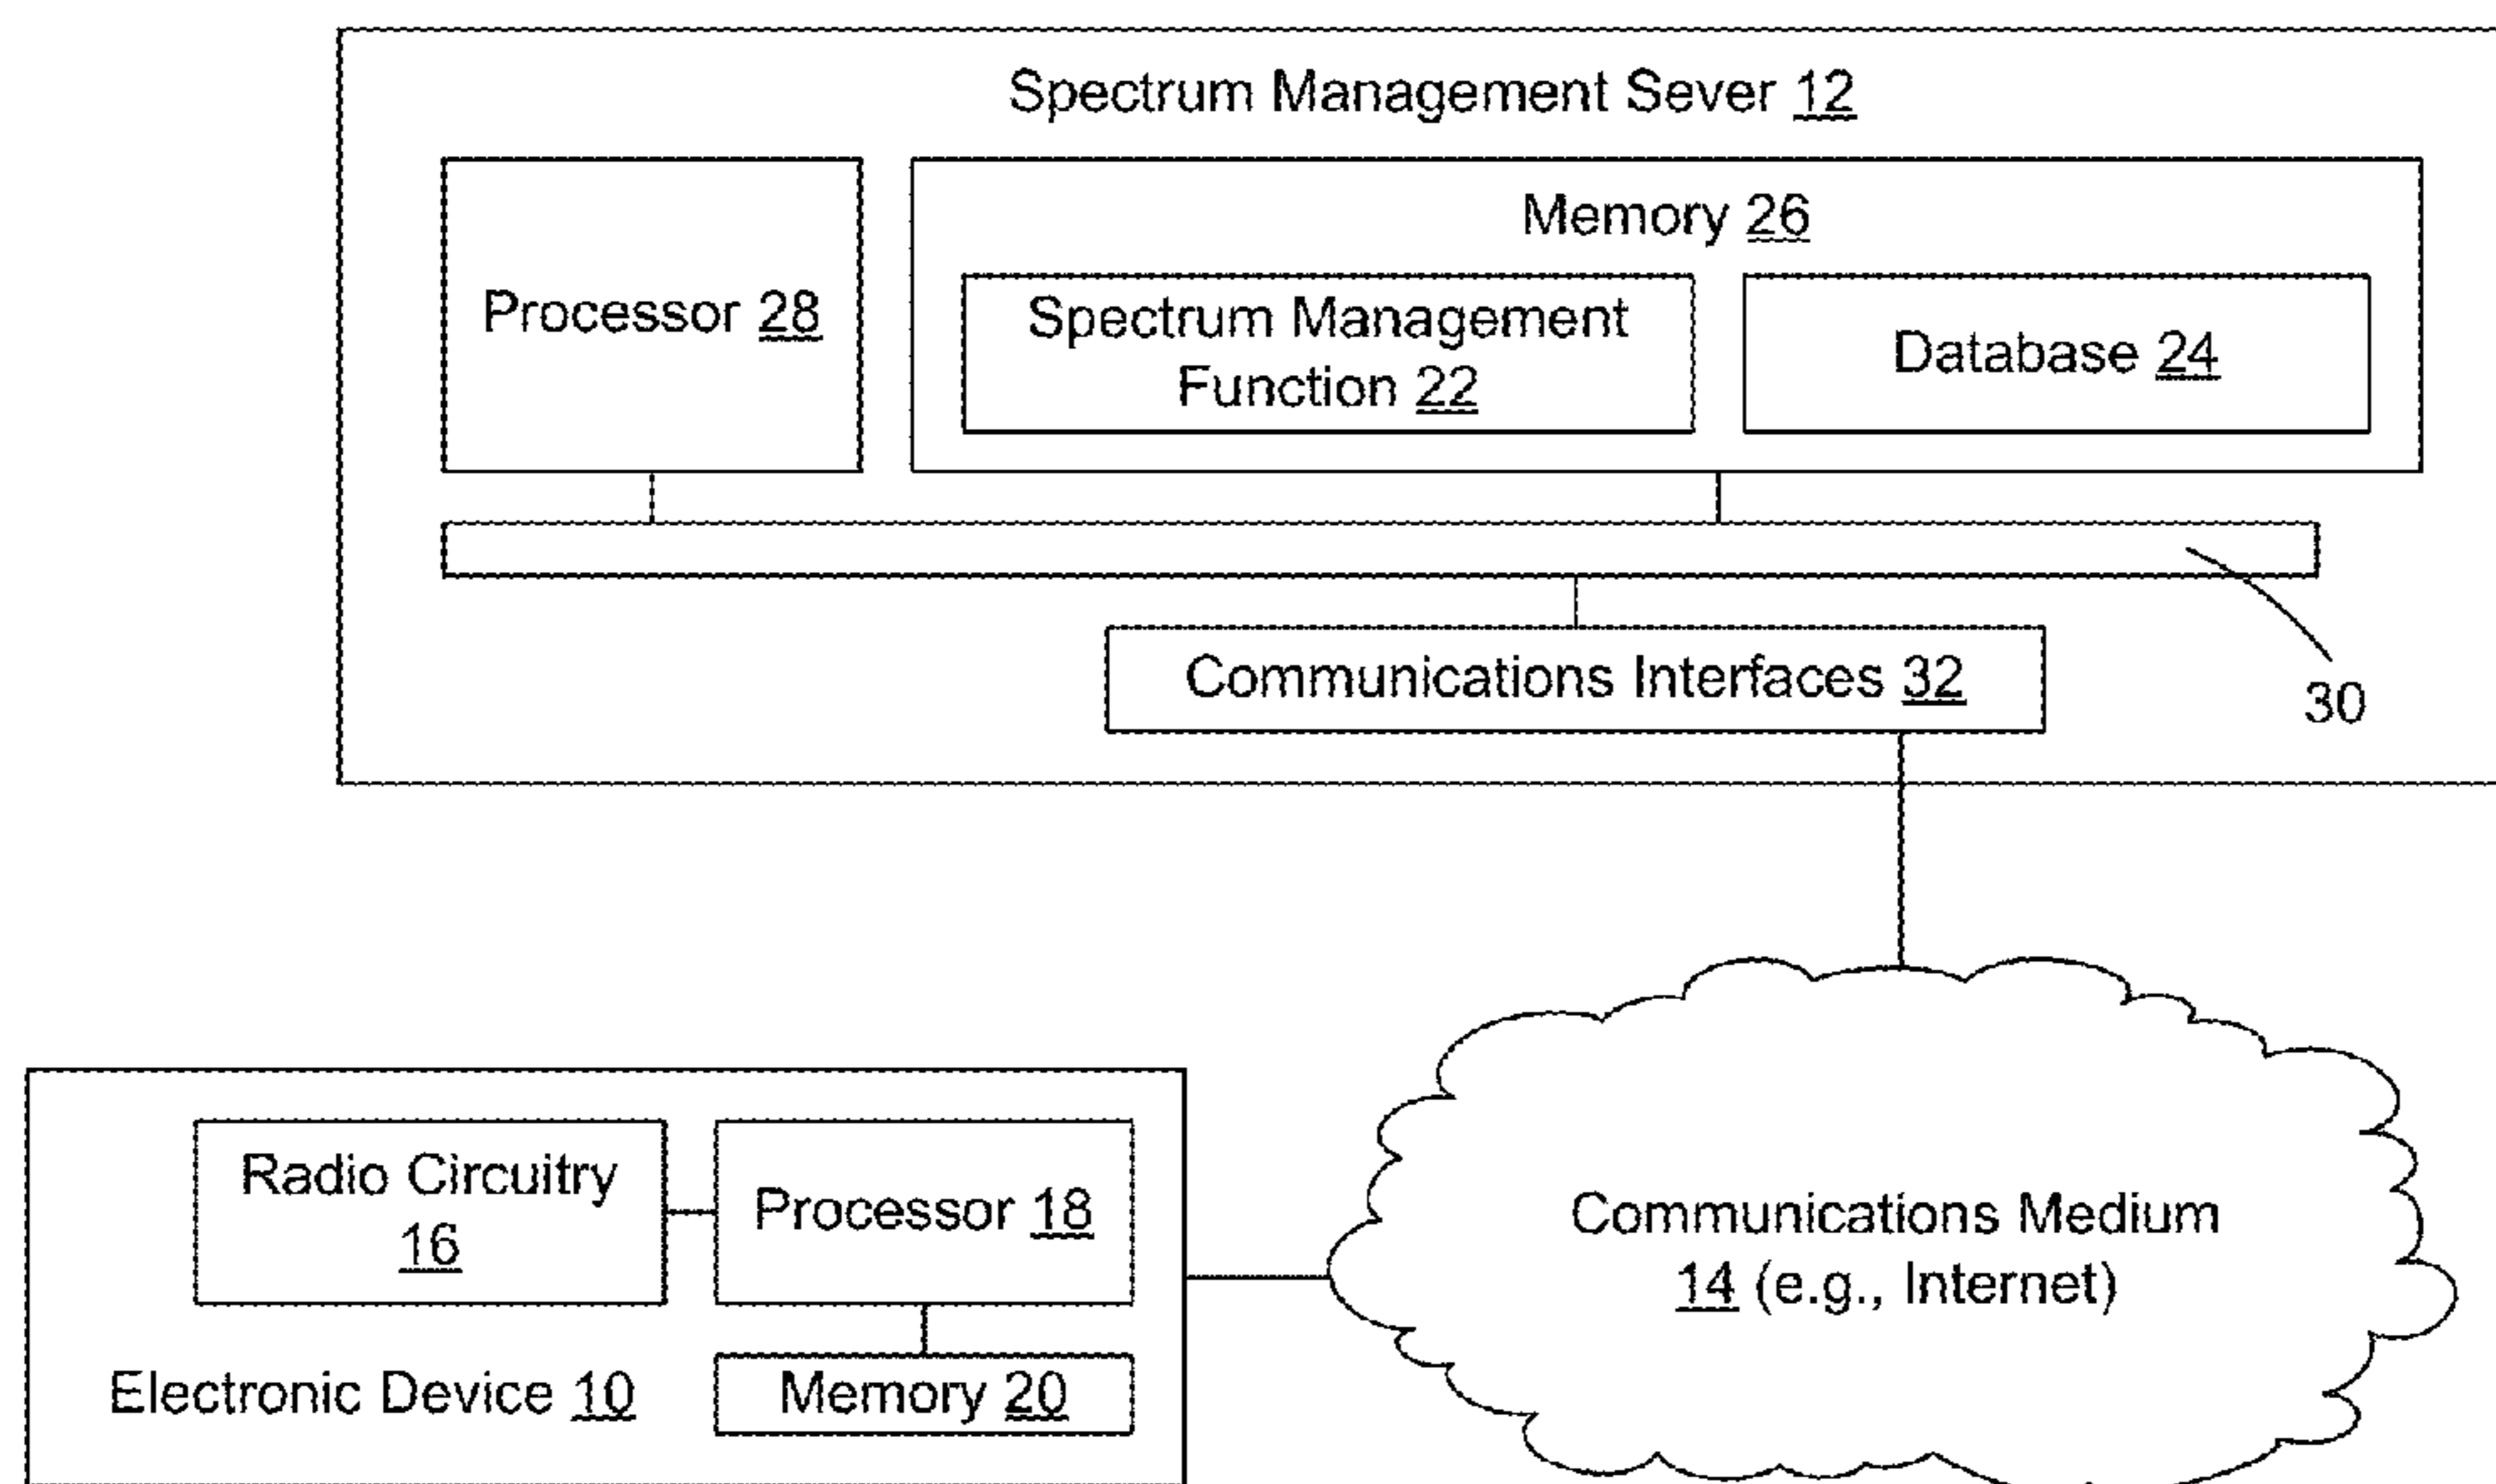 Spectrum Management Sever 12
Memory 26
Processor 28
Spectrum Management
Function 22
Database 24
Communications Interfaces 32
30
Radio Circuitry
16
Processor 18
Electronic Device 10
Memory 20
Communications Medium
14 (e.g., Internet)